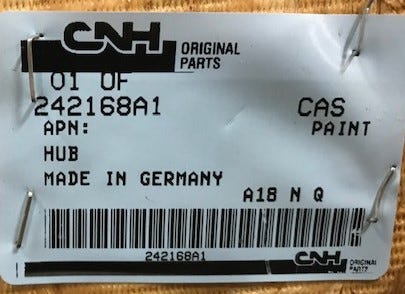 CNH ORIGINAL
PARTS
01 OF
242168A1 CAS
APN: PAINT
HUB
MADE IN GERMANY
A18 N Q
242168A1
CNH ORIGINAL
PARTS